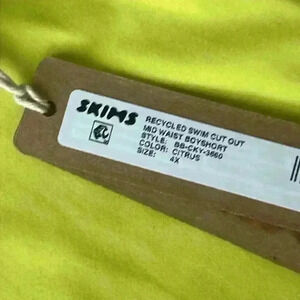 SKIMS
RECYCLED SWIM CUT OUT
MID WAIST BOYSHORT
STYLE: BB-CKY-3660
COLOR: CITRUS
SIZE: 4X